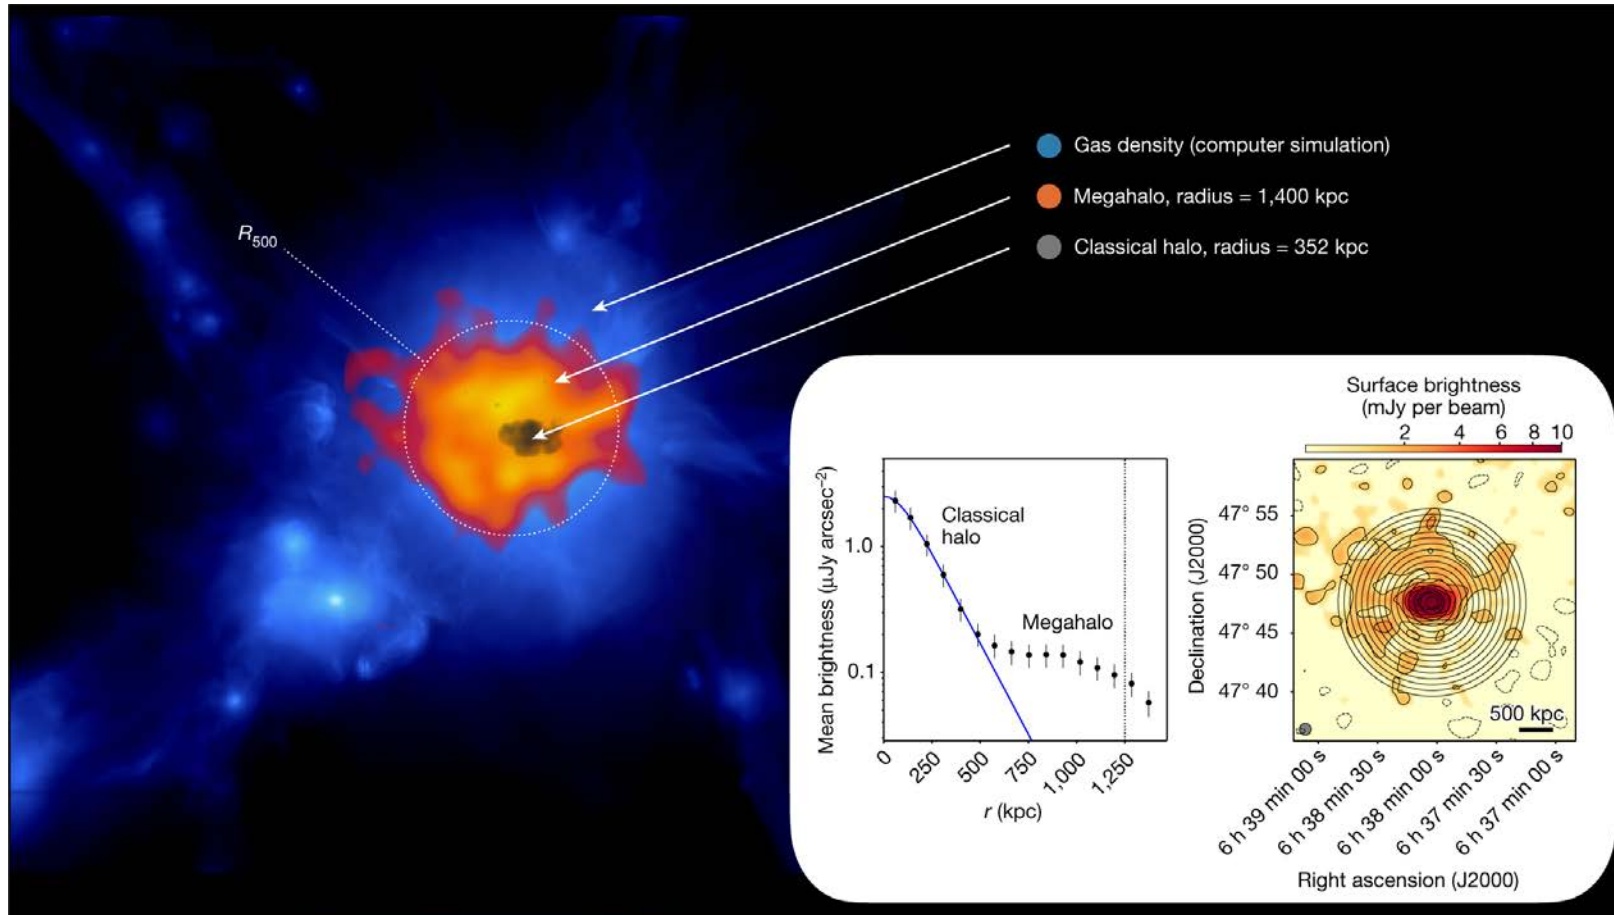 Gas density (computer simulation)
Megahalo, radius = 1,400 kpc
Classical halo, radius = 352 kpc
R500
Surface brightness
(mJy per beam)
2 4 6 8 10
Mean brightness (μJy arcsec−2)
1.0
0.1
Classical
halo
Megahalo
0 250 500 750 1,000 1,250
r (kpc)
Declination (J2000)
47° 55
47° 50
47° 45
47° 40
500 kpc
6 h 39 min 00 s
6 h 38 min 30 s
6 h 38 min 00 s
6 h 37 min 30 s
6 h 37 min 00 s
Right ascension (J2000)